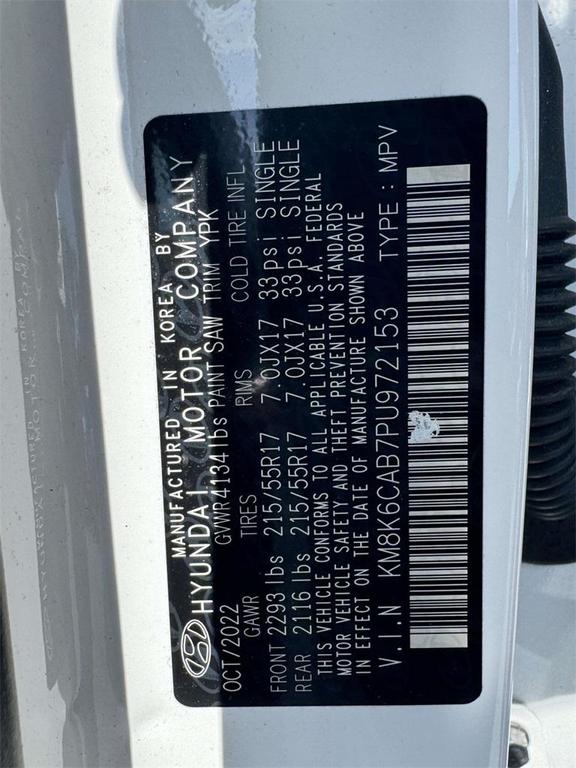 MANUFACTURED IN KOREA BY
HYUNDAI MOTOR COMPANY
OCT/2022 GVWR 4134lbs PAINT SAW TRIM YPK
GAWR TIRES RMS COLD TIRE INFL
FRONT 2293 lbs 215/55R17 7.0JX17 33psi SINGLE
REAR 2116 lbs 215/55R17 7.0JX17 33psi SINGLE
THIS VEHICLE CONFORMS TO ALL APPLICABLE U.S.A. FEDERAL
MOTOR VEHICLE SAFETY AND THEFT PREVENTION STANDARDS
IN EFFECT ON THE DATE OF MANUFACTURE SHOWN ABOVE
V.I.N KM8K6CAB7PU972153 TYPE : MPV